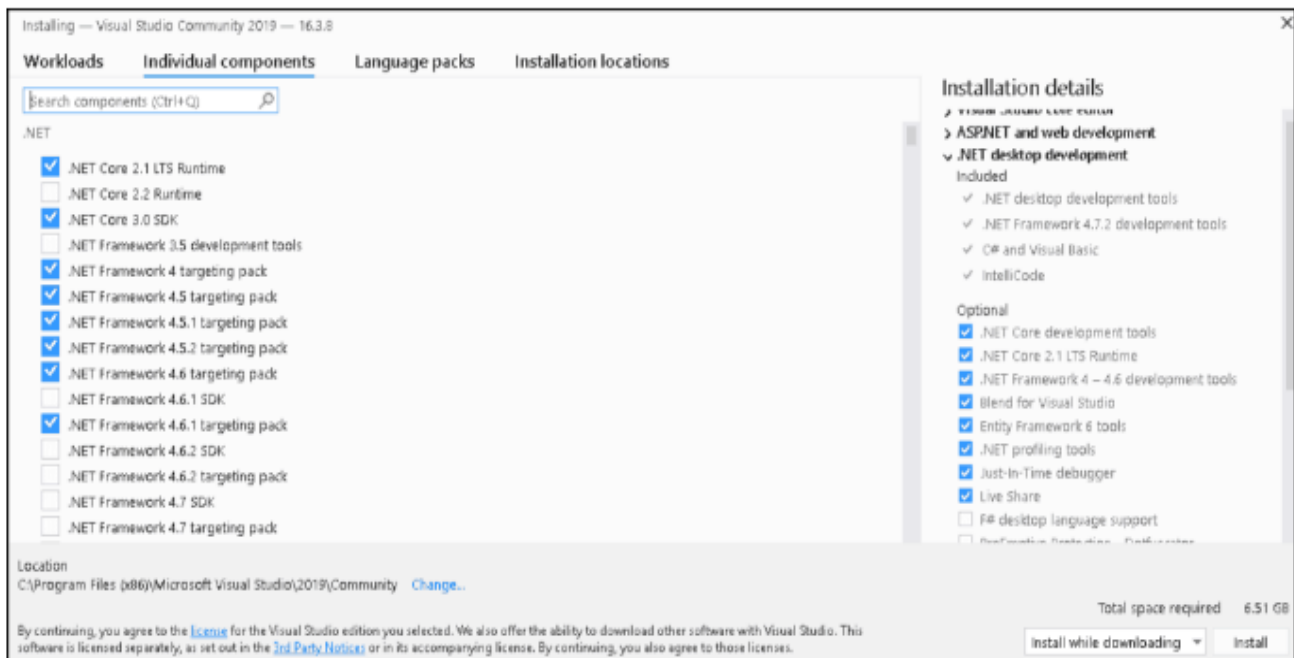 Installing — Visual Studio Community 2019 — 16.3.8
Workloads Individual components Language packs Installation locations
Search components (Ctrl+Q)
.NET
.NET Core 2.1 LTS Runtime
.NET Core 2.2 Runtime
.NET Core 3.0 SDK
.NET Framework 3.5 development tools
.NET Framework 4 targeting pack
.NET Framework 4.5 targeting pack
.NET Framework 4.5.1 targeting pack
.NET Framework 4.5.2 targeting pack
.NET Framework 4.6 targeting pack
.NET Framework 4.6.1 SDK
.NET Framework 4.6.1 targeting pack
.NET Framework 4.6.2 SDK
.NET Framework 4.6.2 targeting pack
.NET Framework 4.7 SDK
.NET Framework 4.7 targeting pack
Installation details
Visual Studio core editor
ASP.NET and web development
.NET desktop development
Included
.NET desktop development tools
.NET Framework 4.7.2 development tools
C# and Visual Basic
IntelliCode
Optional
.NET Core development tools
.NET Core 2.1 LTS Runtime
.NET Framework 4 – 4.6 development tools
Blend for Visual Studio
Entity Framework 6 tools
.NET profiling tools
Just-In-Time debugger
Live Share
F# desktop language support
Location
C:\Program Files (x86)\Microsoft Visual Studio\2019\Community Change...
Total space required 6.51 GB
By continuing, you agree to the license for the Visual Studio edition you selected. We also offer the ability to download other software with Visual Studio. This
software is licensed separately, as set out in the 3rd Party Notices or in its accompanying license. By continuing, you also agree to those licenses.
Install while downloading Install